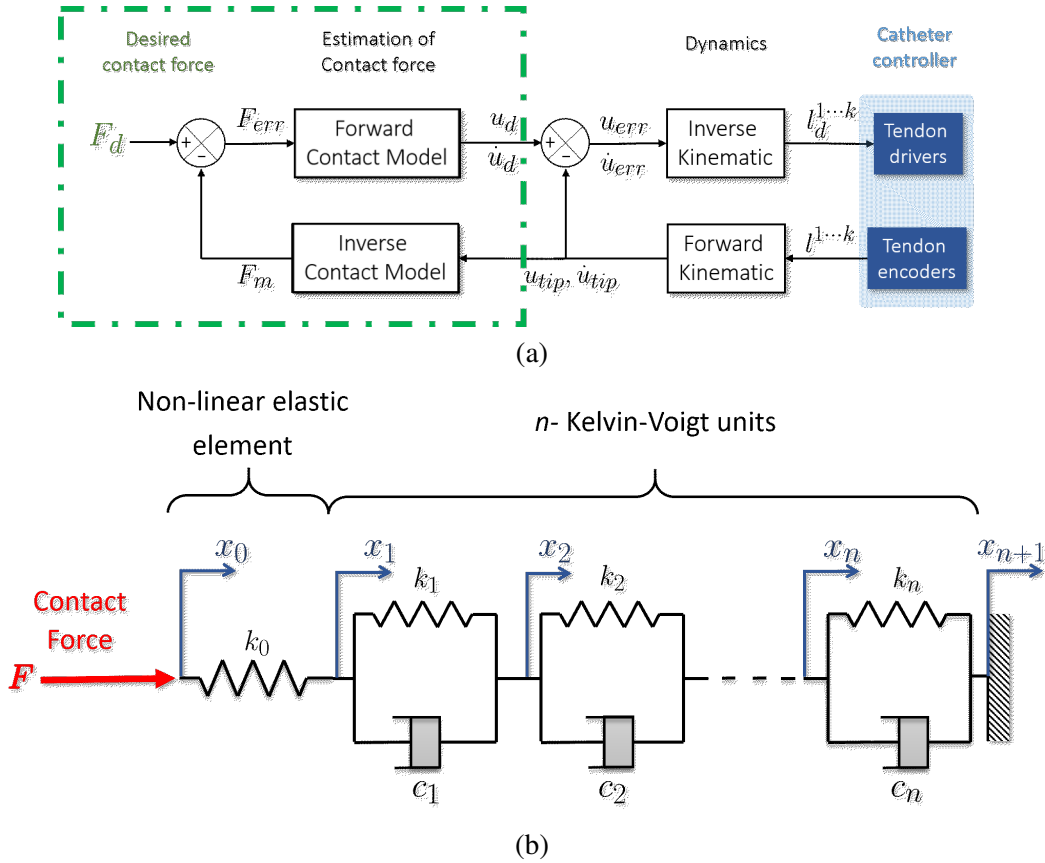 Desired
contact force
Estimation of
Contact force
Dynamics
Catheter
controller
F_d
+
-
F_err
Forward
Contact Model
u_d
u̇_d
+
-
u_err
u̇_err
Inverse
Kinematic
l_d^{1···k}
Tendon
drivers
F_m
Inverse
Contact Model
u_tip, u̇_tip
Forward
Kinematic
l^{1···k}
Tendon
encoders
(a)
Non-linear elastic
element
n- Kelvin-Voigt units
x_0
x_1
x_2
x_n
x_{n+1}
Contact
Force
F
k_0
k_1
k_2
k_n
c_1
c_2
c_n
(b)